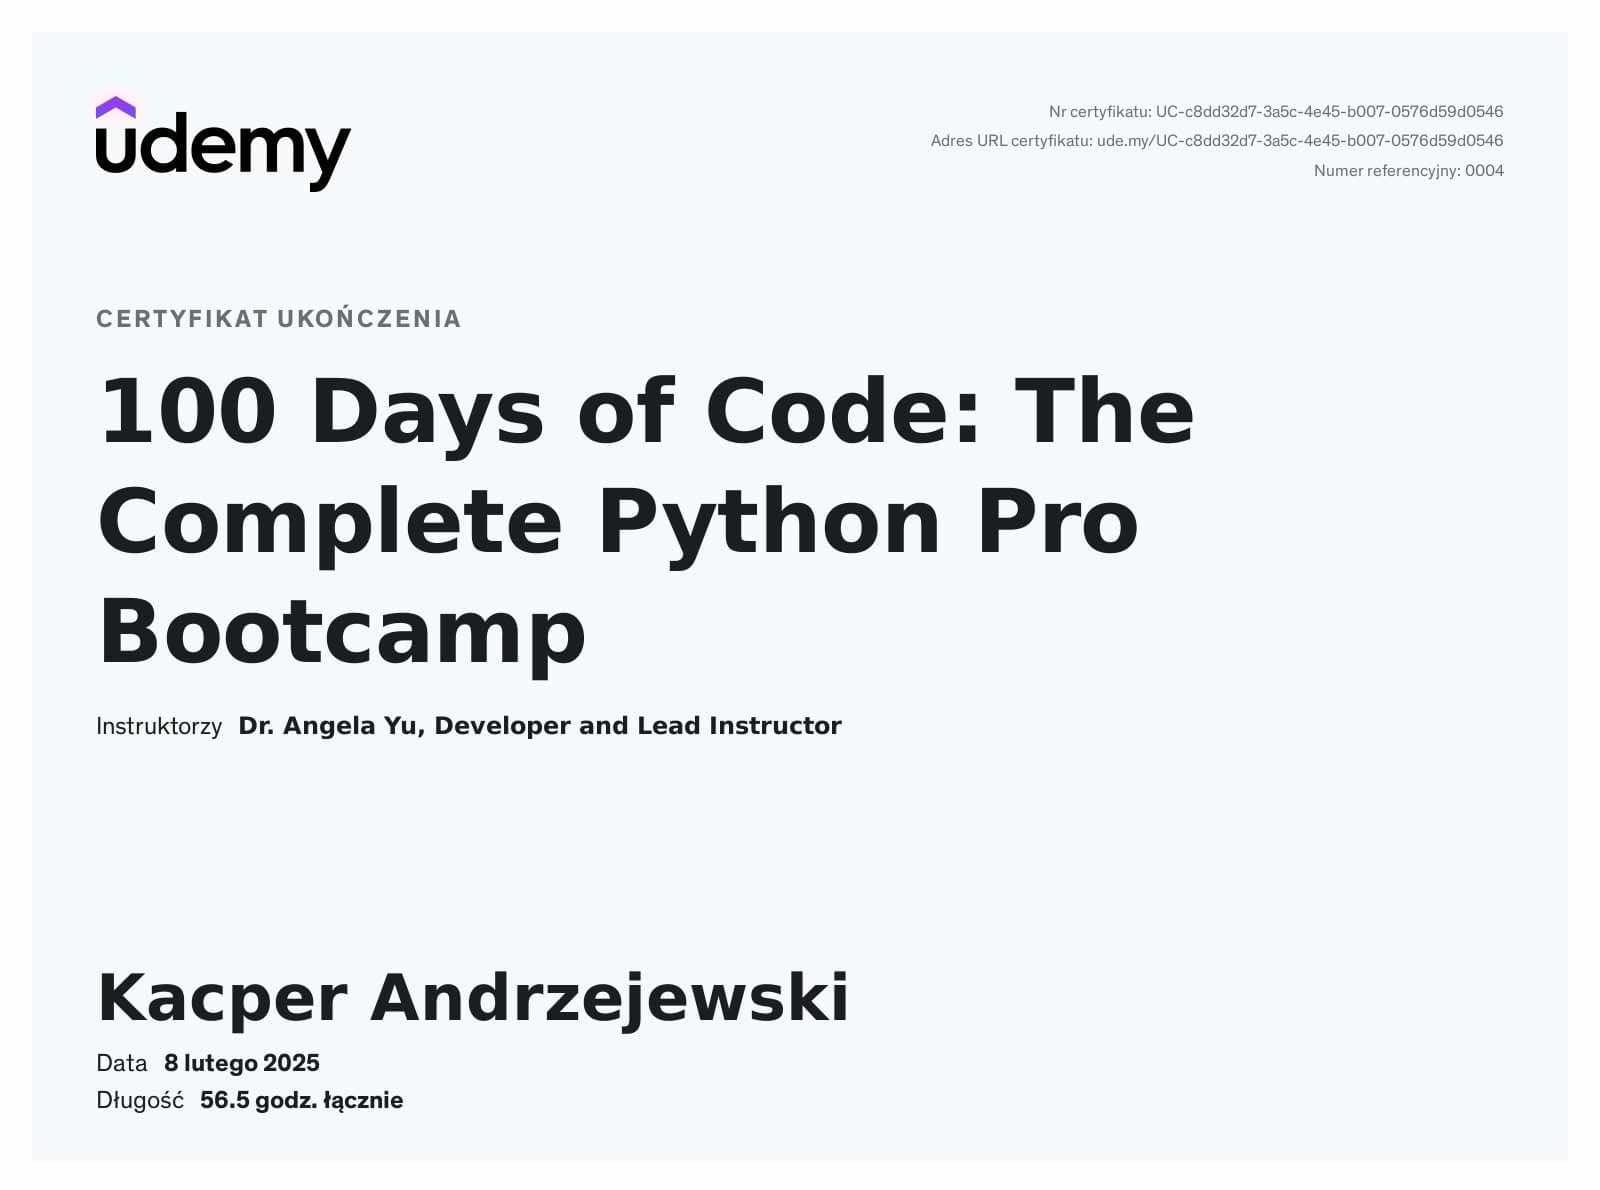 udemy
Nr certyfikatu: UC-c8dd32d7-3a5c-4e45-b007-0576d59d0546
Adres URL certyfikatu: ude.my/UC-c8dd32d7-3a5c-4e45-b007-0576d59d0546
Numer referencyjny: 0004
CERTYFIKAT UKOŃCZENIA
100 Days of Code: The
Complete Python Pro
Bootcamp
Instruktorzy Dr. Angela Yu, Developer and Lead Instructor
Kacper Andrzejewski
Data 8 lutego 2025
Długość 56.5 godz. łącznie